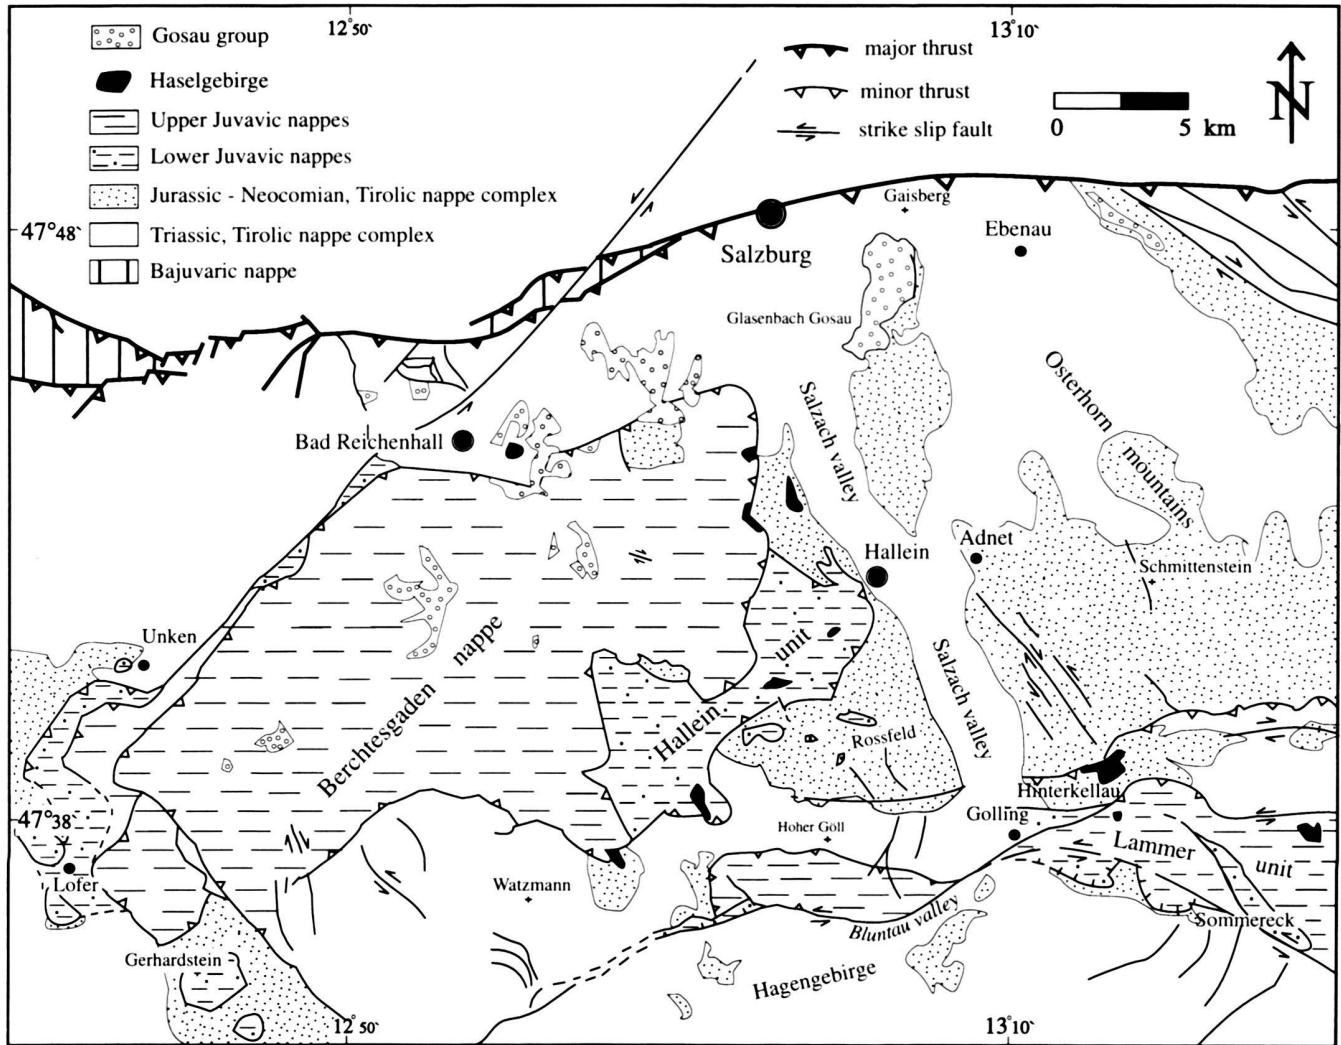 12°50`
13°10`
Gosau group
Haselgebirge
Upper Juvavic nappes
Lower Juvavic nappes
Jurassic - Neocomian, Tirolic nappe complex
Triassic, Tirolic nappe complex
Bajuvaric nappe
major thrust
minor thrust
strike slip fault
0 5 km
N
47°48`
Gaisberg
Salzburg
Ebenau
Glasenbach Gosau
Osterhorn
mountains
Salzach valley
Bad Reichenhall
Hallein
Adnet
Schmittenstein
Unken
nappe
Berchtesgaden
unit
Hallein
Salzach valley
Rossfeld
Hinterkellau
47°38`
Golling
Hoher Göll
Lammer
unit
Lofer
Watzmann
Sommereck
Bluntau valley
Gerhardstein
Hagengebirge
12°50`
13°10`